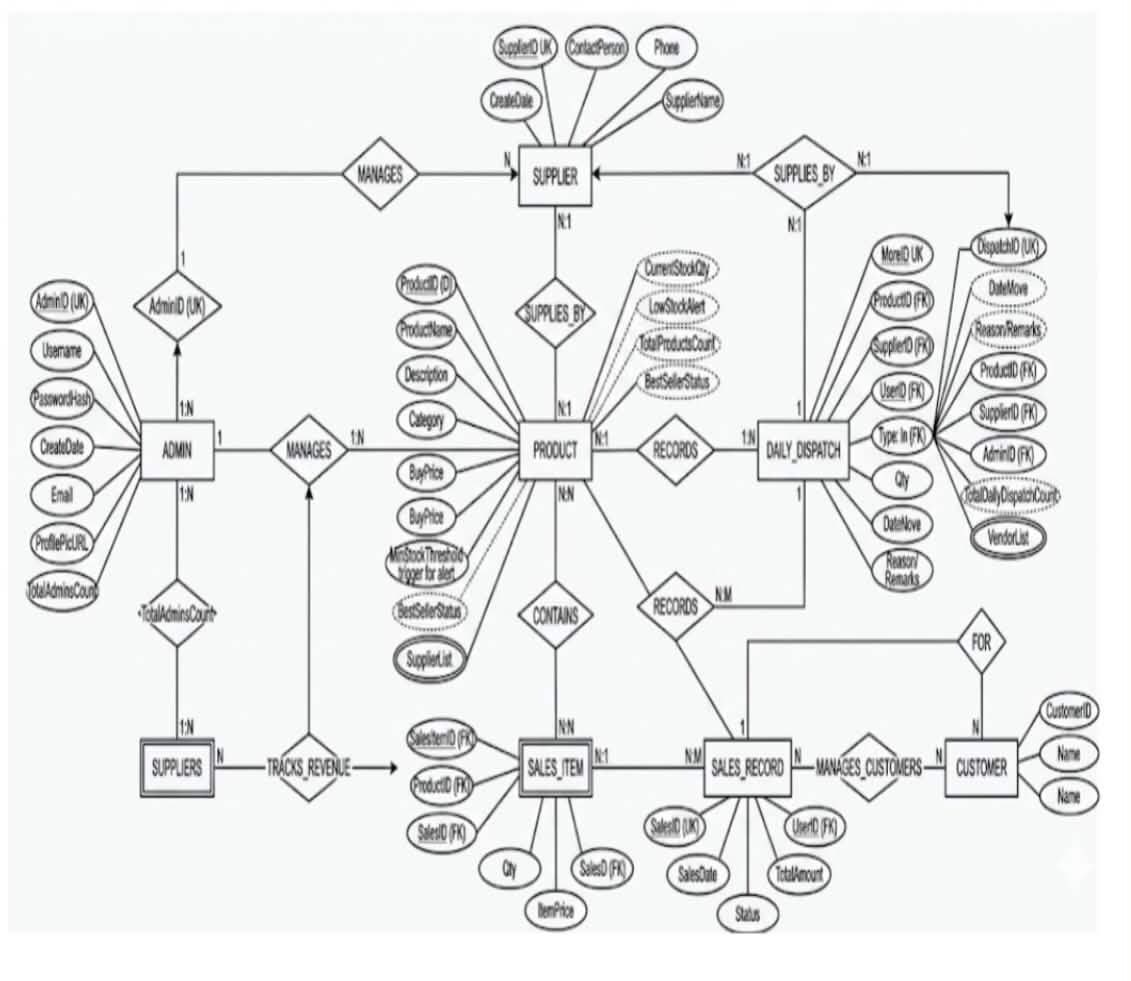 SupplierID UK
ContactPerson
Phone
CreateDate
SupplierName
MANAGES
N
SUPPLIER
N:1
SUPPLIES_BY
N:1
N:1
N:1
1
AdminID (UK)
AdminID (UK)
Username
PasswordHash
CreateDate
Email
ProfilePicURL
TotalAdminsCount
1:N
ADMIN
1
1:N
MANAGES
1:N
ProductID (D)
ProductName
Description
Category
BuyPrice
BuyPrice
MinStockThreshold
trigger for alert
BestSellerStatus
SupplierList
SUPPLIES_BY
N:1
CurrentStockQty
LowStockAlert
TotalProductsCount
BestSellerStatus
PRODUCT
N:1
N:N
RECORDS
1:N
1
DAILY_DISPATCH
1
MoreID UK
ProductID (FK)
SupplierID (FK)
UserID (FK)
Type: In (FK)
Qty
DateNove
Reason/
Remarks
DispatchID (UK)
DateMove
Reason/Remarks
ProductID (FK)
SupplierID (FK)
AdminID (FK)
TotalDailyDispatchCount
VendorList
TotalAdminsCount
CONTAINS
RECORDS
N:M
FOR
1:N
SUPPLIERS
N
TRACKS_REVENUE
SalesItemID (FK)
ProductID (FK)
SalesID (FK)
N:N
SALES_ITEM
N:1
N:M
1
SALES_RECORD
N
MANAGES_CUSTOMERS
N
N
CUSTOMER
CustomerID
Name
Name
Qty
ItemPrice
SalesD (FK)
SalesID (UK)
SalesDate
Status
TotalAmount
UserID (FK)